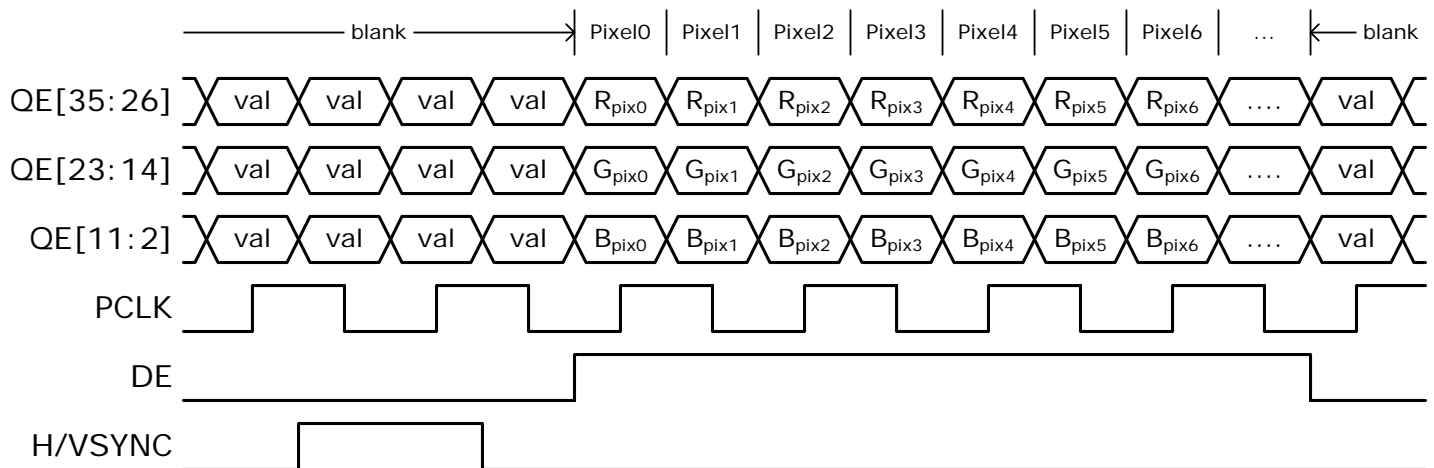 blank Pixel0 Pixel1 Pixel2 Pixel3 Pixel4 Pixel5 Pixel6 ... blank
QE[35:26] val val val val Rpix0 Rpix1 Rpix2 Rpix3 Rpix4 Rpix5 Rpix6 .... val
QE[23:14] val val val val Gpix0 Gpix1 Gpix2 Gpix3 Gpix4 Gpix5 Gpix6 .... val
QE[11:2] val val val val Bpix0 Bpix1 Bpix2 Bpix3 Bpix4 Bpix5 Bpix6 .... val
PCLK
DE
H/VSYNC